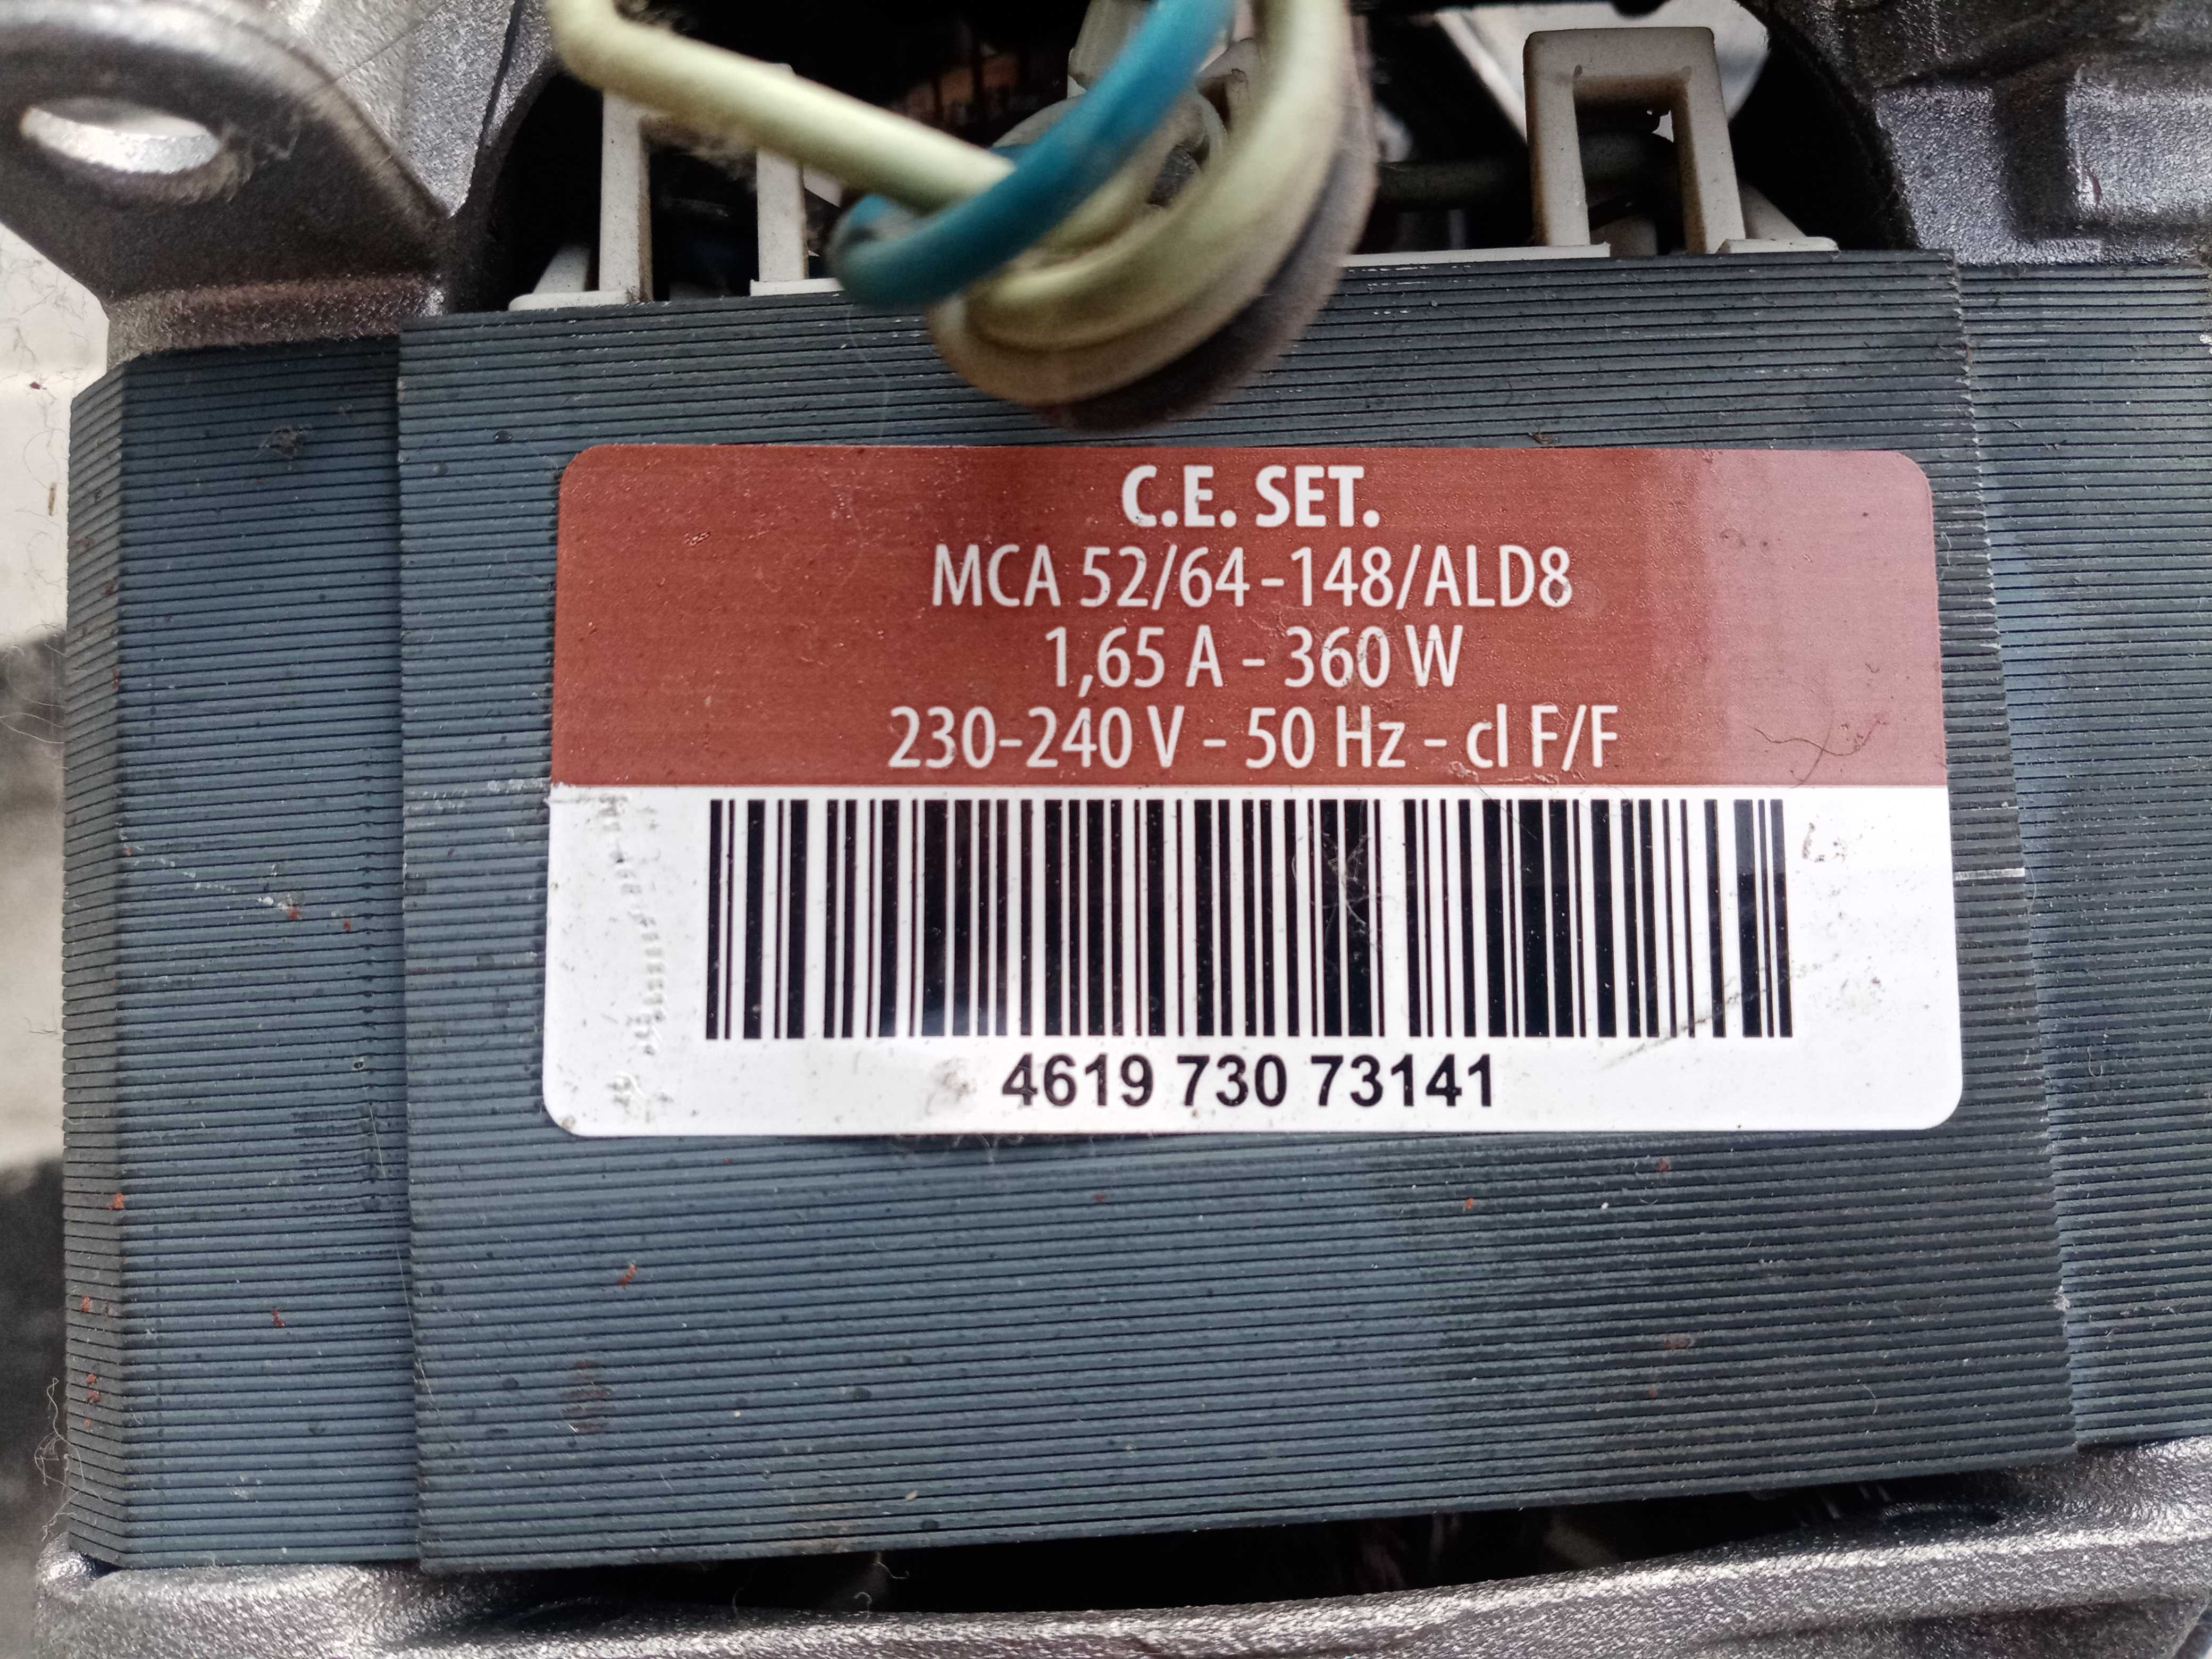 C.E. SET.
MCA 52/64 -148/ALD8
1,65 A - 360 W
230-240 V - 50 Hz - cl F/F
4619 730 73141